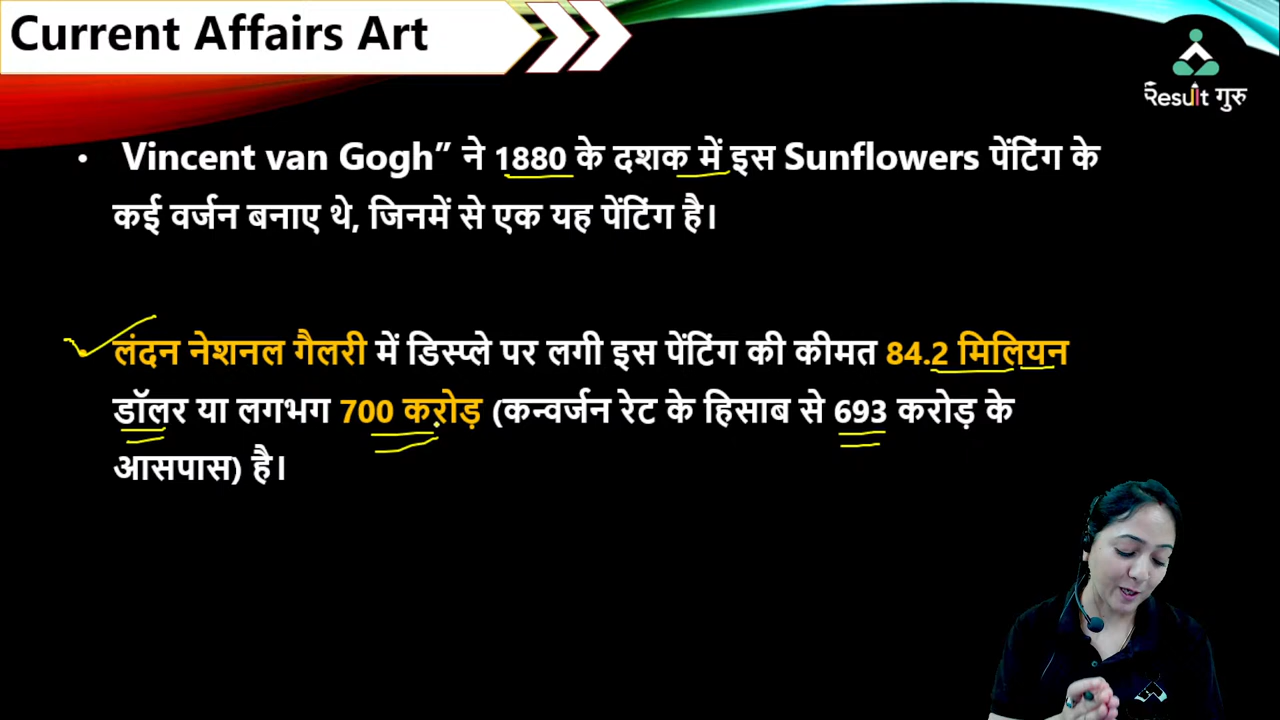 Current Affairs Art
Result गुरु
• Vincent van Gogh” ने 1880 के दशक में इस Sunflowers पेंटिंग के
कई वर्जन बनाए थे, जिनमें से एक यह पेंटिंग है।
लंदन नेशनल गैलरी में डिस्प्ले पर लगी इस पेंटिंग की कीमत 84.2 मिलियन
डॉलर या लगभग 700 करोड़ (कन्वर्जन रेट के हिसाब से 693 करोड़ के
आसपास) है।